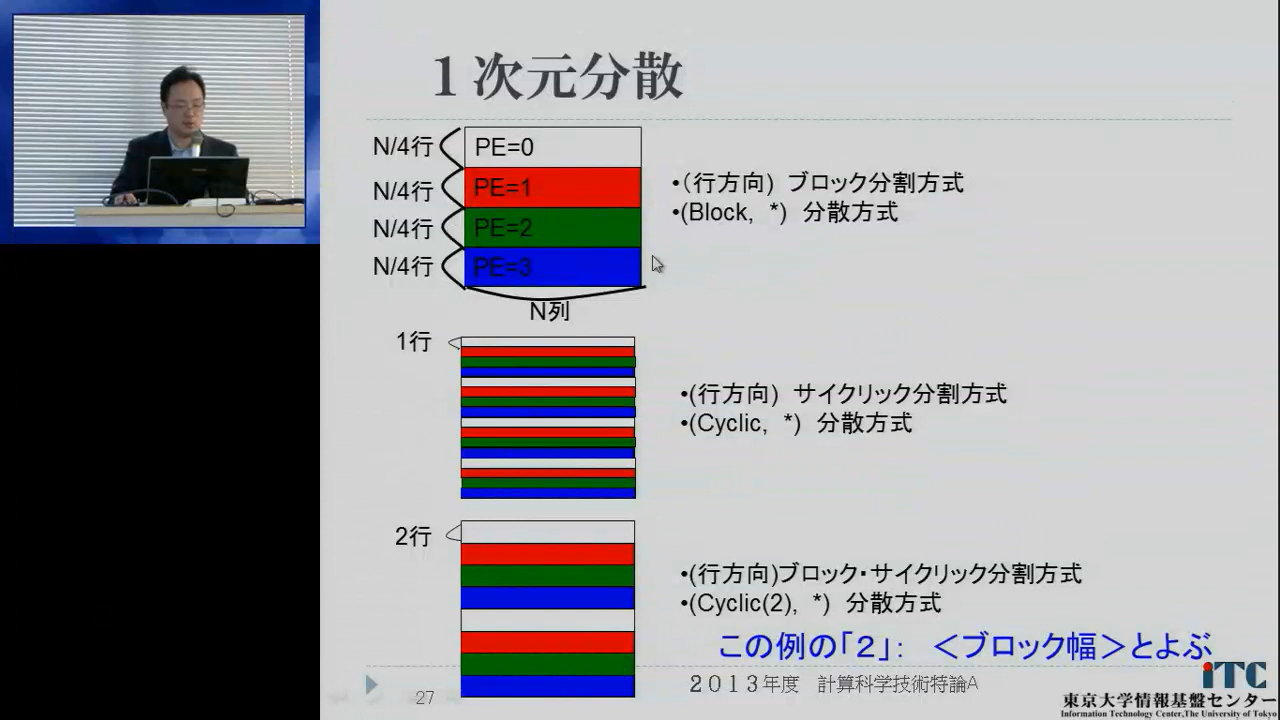 1次元分散
N/4行
PE=0
N/4行
PE=1
N/4行
PE=2
N/4行
PE=3
N列
•(行方向) ブロック分割方式
•(Block, *) 分散方式
1行
•(行方向) サイクリック分割方式
•(Cyclic, *) 分散方式
2行
•(行方向)ブロック・サイクリック分割方式
•(Cyclic(2), *) 分散方式
この例の「2」: <ブロック幅>とよぶ
27
2013年度 計算科学技術特論A
iTC
東京大学情報基盤センター
Information Technology Center,The University of Tokyo